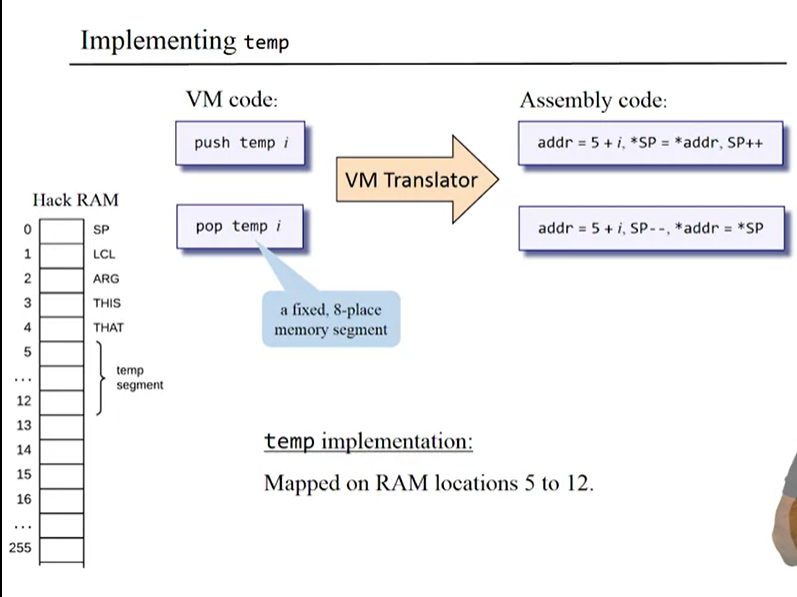 Implementing temp
VM code:
Assembly code:
push temp i
addr = 5 + i, *SP = *addr, SP++
VM Translator
pop temp i
addr = 5 + i, SP--, *addr = *SP
a fixed, 8-place
memory segment
Hack RAM
0 SP
1 LCL
2 ARG
3 THIS
4 THAT
5
...
12
temp
segment
13
14
15
16
...
255
temp implementation:
Mapped on RAM locations 5 to 12.